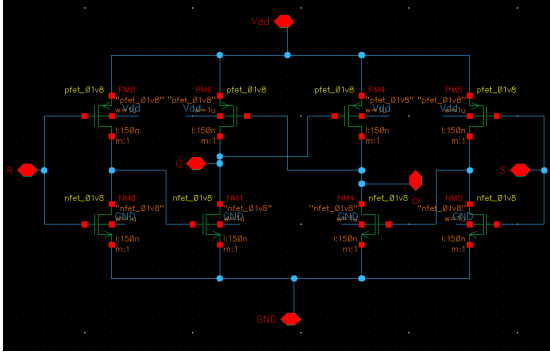 Vdd
pfet_01v8 PM0 PM6 pfet_01v8 pfet_01v8 PM4 pfet_01v8
"pfet_01v8" "pfet_01v8" "pfet_01v8" "pfet_01v8"
Vdd Vdd Vdd Vdd
l:150n l:150n l:150n l:150n
m:1 m:1 m:1 m:1
Q
R S
nfet_01v8 NM0 nfet_01v8 NM1 NM4 nfet_01v8 nfet_01v8
"nfet_01v8" "nfet_01v8" "nfet_01v8" "nfet_01v8"
GND GND GND GND
l:150n l:150n l:150n l:150n
m:1 m:1 m:1 m:1
GND